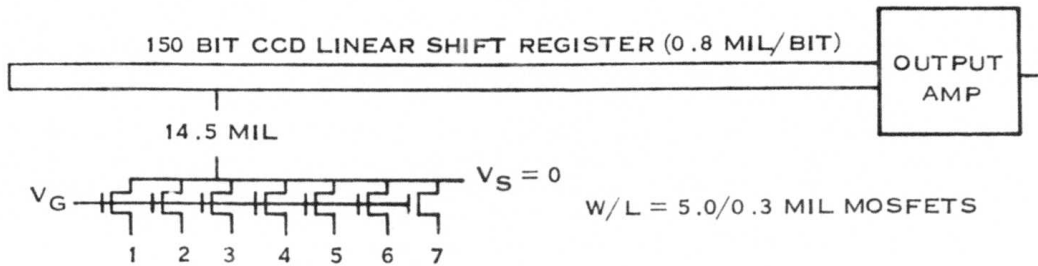 150 BIT CCD LINEAR SHIFT REGISTER (0.8 MIL/BIT)
OUTPUT
AMP
14.5 MIL
V_S = 0
V_G
W/L = 5.0/0.3 MIL MOSFETS
1 2 3 4 5 6 7